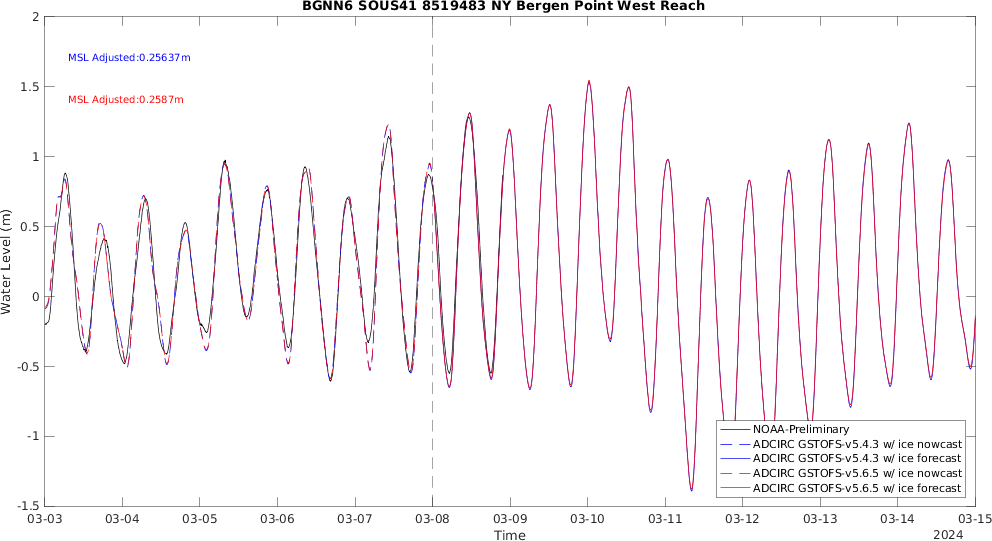 BGNN6 SOUS41 8519483 NY Bergen Point West Reach
2
MSL Adjusted:0.25637m
1.5
MSL Adjusted:0.2587m
1
0.5
Water Level (m)
0
-0.5
-1
NOAA-Preliminary
ADCIRC GSTOFS-v5.4.3 w/ ice nowcast
ADCIRC GSTOFS-v5.4.3 w/ ice forecast
ADCIRC GSTOFS-v5.6.5 w/ ice nowcast
ADCIRC GSTOFS-v5.6.5 w/ ice forecast
-1.5
03-03 03-04 03-05 03-06 03-07 03-08 03-09 03-10 03-11 03-12 03-13 03-14 03-15
Time
2024